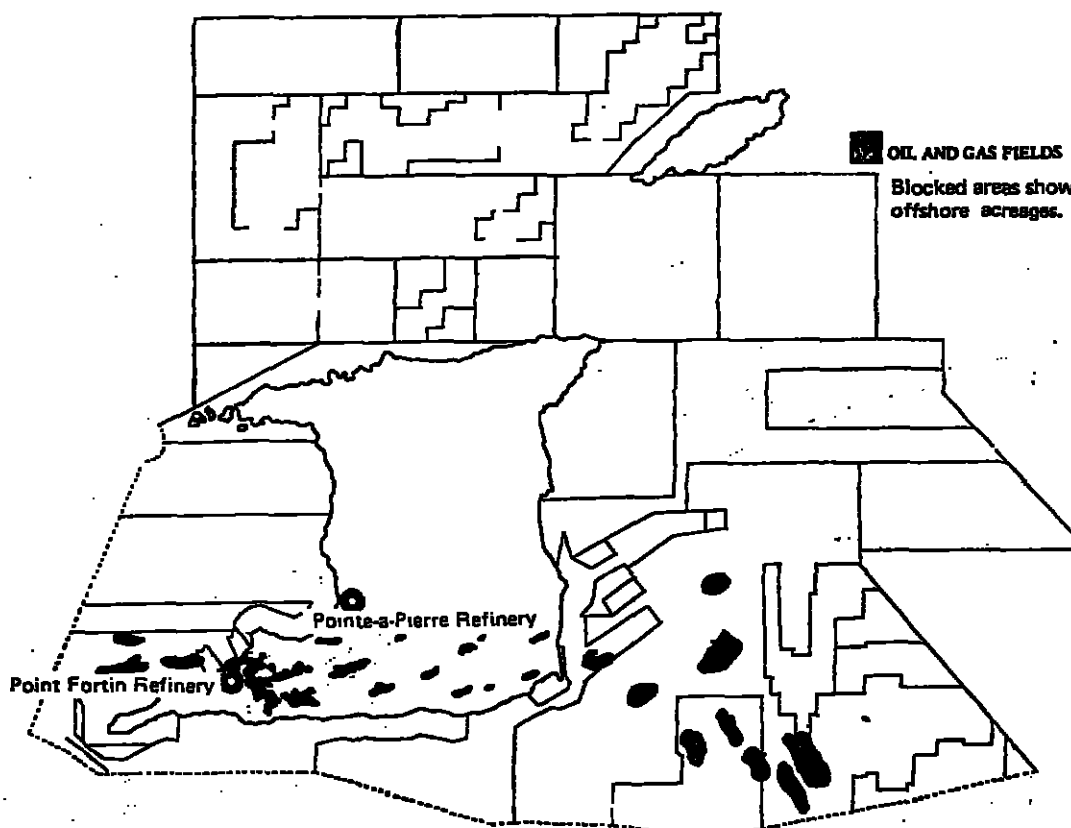 OIL AND GAS FIELDS
Blocked areas show
offshore acreages.
Pointe-a-Pierre Refinery
Point Fortin Refinery